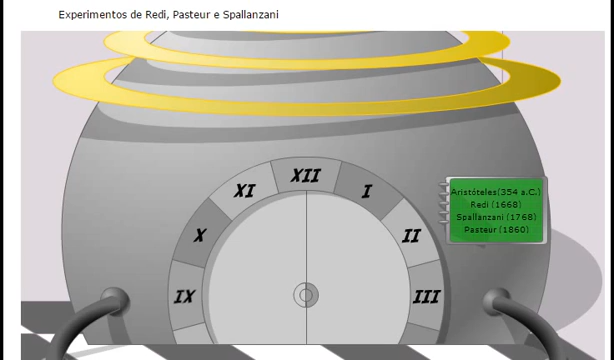 Experimentos de Redi, Pasteur e Spallanzani
XII
XI
I
X
II
IX
III
Aristóteles(354 a.C.)
Redi (1668)
Spallanzani (1768)
Pasteur (1860)